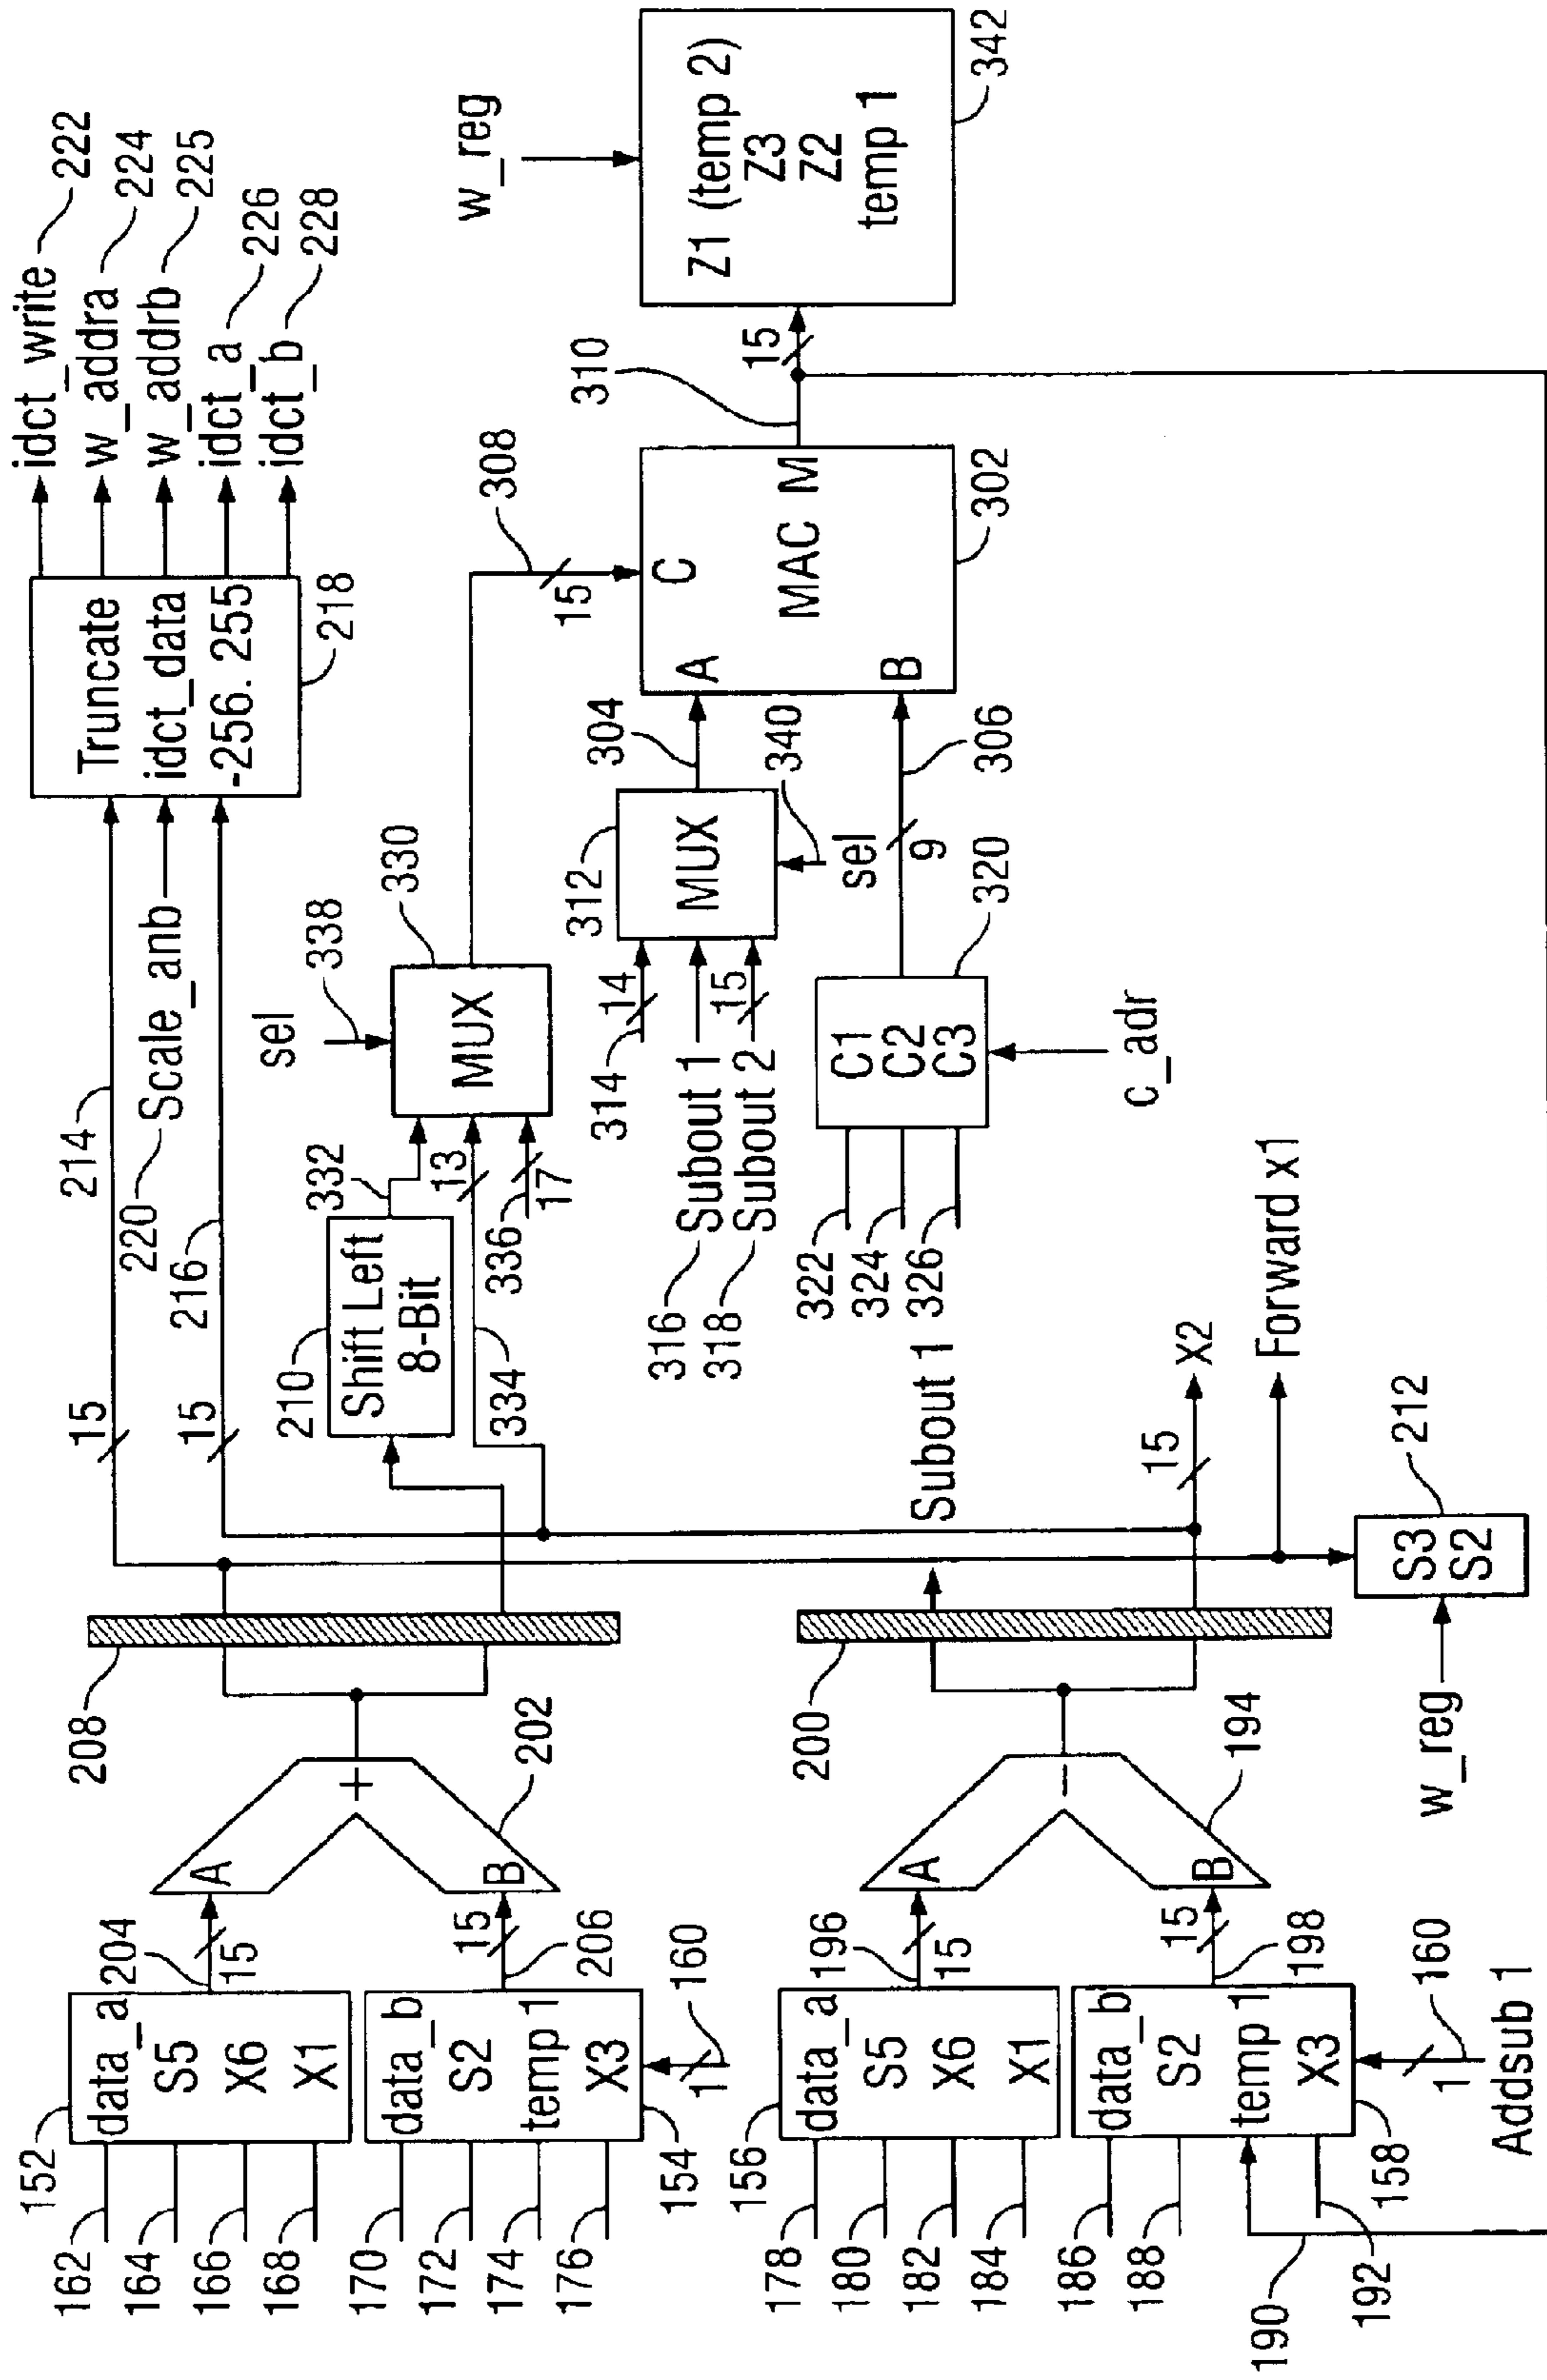 152
data_a
S5
X6
X1
162
164
166
168
204
15
data_b
S2
temp 1
X3
170
172
174
176
154
15
206
1
160
A
B
+
202
208
156
data_a
S5
X6
X1
178
180
182
184
196
15
data_b
S2
temp 1
X3
186
188
190
192
158
15
198
1
160
Addsub 1
A
B
–
194
200
Subout 1
15
X2
Forward x1
S3
S2
212
w_reg
15
214
15
216
220
Scale_anb
Truncate
idct_data
-256. 255
218
idct_write
222
w_addra
224
w_addrb
225
idct_a
226
idct_b
228
210
Shift Left
8-Bit
332
334
13
336
17
sel
338
MUX
330
308
15
314
14
316
Subout 1
318
Subout 2
15
312
MUX
sel
340
304
322
324
326
C1
C2
C3
c_adr
320
9
306
A
B
C
MAC
M
302
310
15
w_reg
Z1 (temp 2)
Z3
Z2
temp 1
342